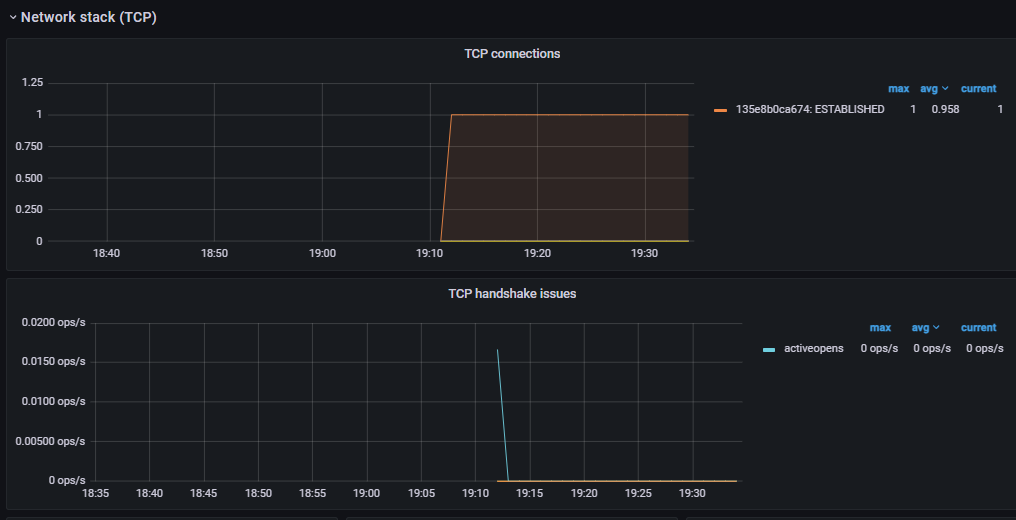 Network stack (TCP)
TCP connections
1.25
1
0.750
0.500
0.250
0
18:40 18:50 19:00 19:10 19:20 19:30
max avg current
135e8b0ca674: ESTABLISHED 1 0.958 1
TCP handshake issues
0.0200 ops/s
0.0150 ops/s
0.0100 ops/s
0.00500 ops/s
0 ops/s
18:35 18:40 18:45 18:50 18:55 19:00 19:05 19:10 19:15 19:20 19:25 19:30
max avg current
activeopens 0 ops/s 0 ops/s 0 ops/s